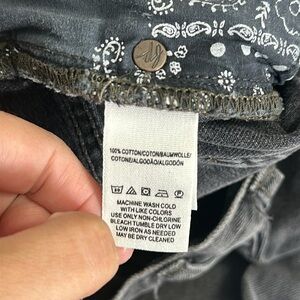 100% COTTON/COTON/BAUMWOLLE/
COTONE/ALGODÃO/ALGODÓN
MACHINE WASH COLD
WITH LIKE COLORS
USE ONLY NON-CHLORINE
BLEACH TUMBLE DRY LOW
LOW IRON AS NEEDED
MAY BE DRY CLEANED